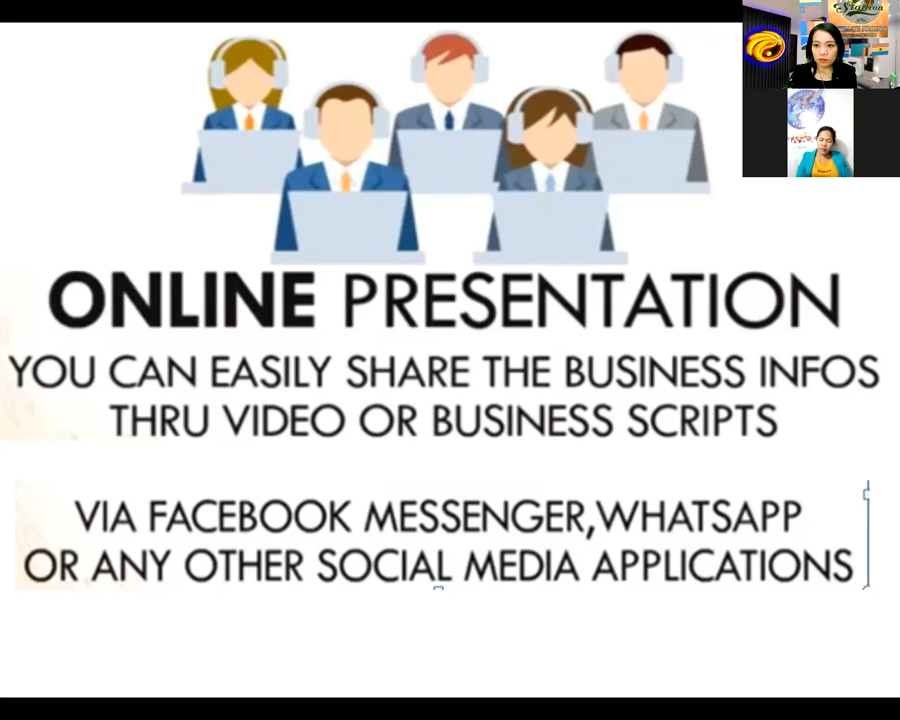 Siarhon
ONLINE PRESENTATION
YOU CAN EASILY SHARE THE BUSINESS INFOS
THRU VIDEO OR BUSINESS SCRIPTS
VIA FACEBOOK MESSENGER,WHATSAPP
OR ANY OTHER SOCIAL MEDIA APPLICATIONS